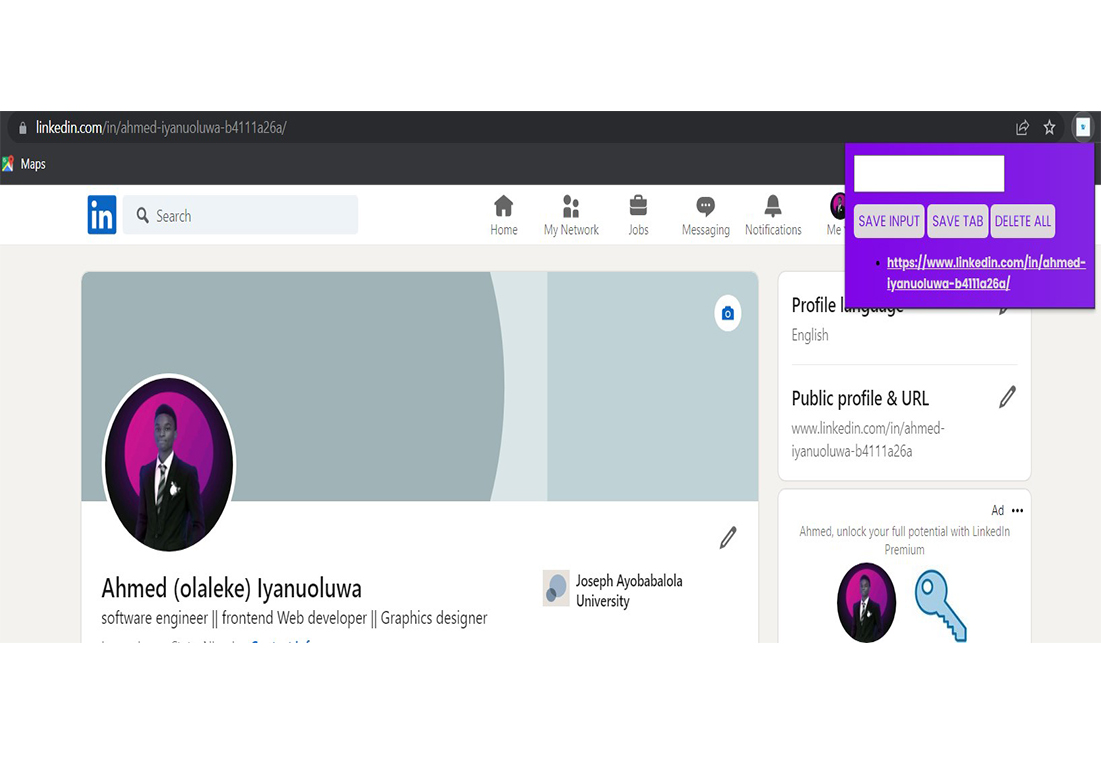 linkedin.com/in/ahmed-iyanuoluwa-b4111a26a/
Maps
in
Search
Home
My Network
Jobs
Messaging
Notifications
Me
SAVE INPUT
SAVE TAB
DELETE ALL
https://www.linkedin.com/in/ahmed-
iyanuoluwa-b4111a26a/
Profile language
English
Public profile & URL
www.linkedin.com/in/ahmed-
iyanuoluwa-b4111a26a
Ad
Ahmed, unlock your full potential with LinkedIn
Premium
Ahmed (olaleke) Iyanuoluwa
software engineer || frontend Web developer || Graphics designer
Joseph Ayobabalola
University